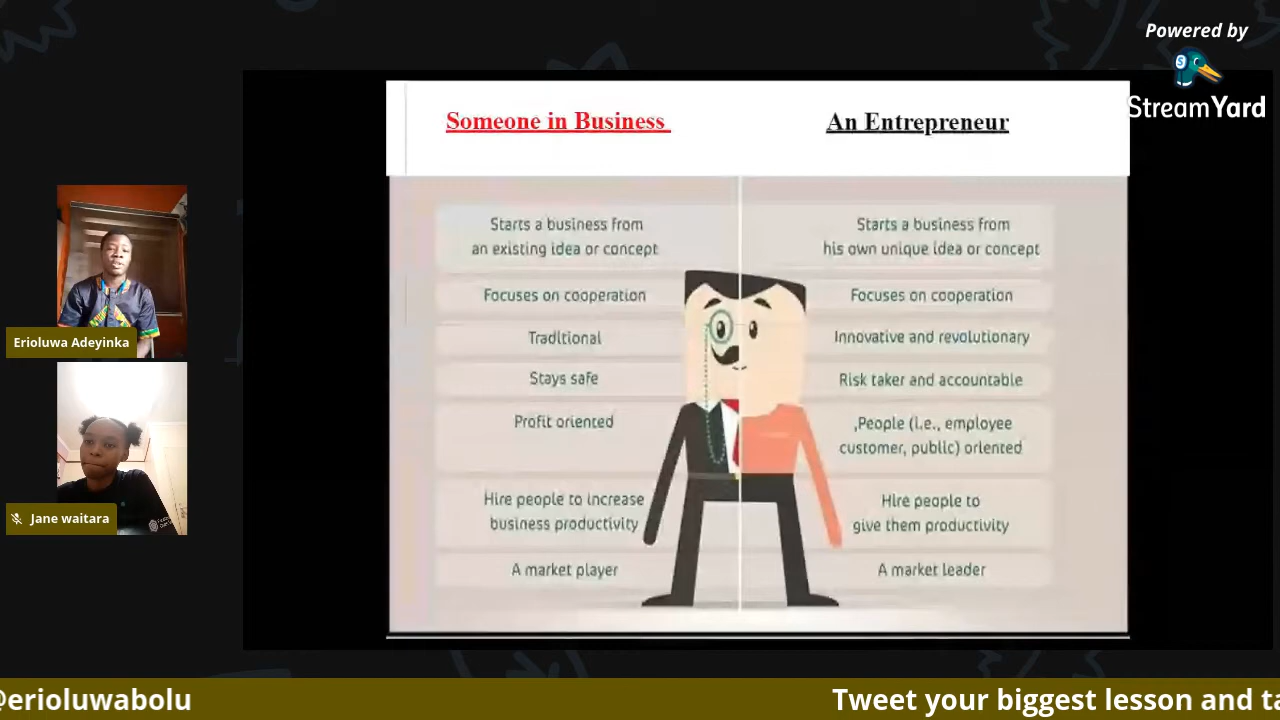 Powered by
StreamYard
Someone in Business
An Entrepreneur
Starts a business from
an existing idea or concept
Starts a business from
his own unique idea or concept
Focuses on cooperation
Focuses on cooperation
Traditional
Innovative and revolutionary
Stays safe
Risk taker and accountable
Profit oriented
,People (i.e., employee
customer, public) oriented
Hire people to increase
business productivity
Hire people to
give them productivity
A market player
A market leader
Erioluwa Adeyinka
Jane waitara
@erioluwabolu
Tweet your biggest lesson and ta